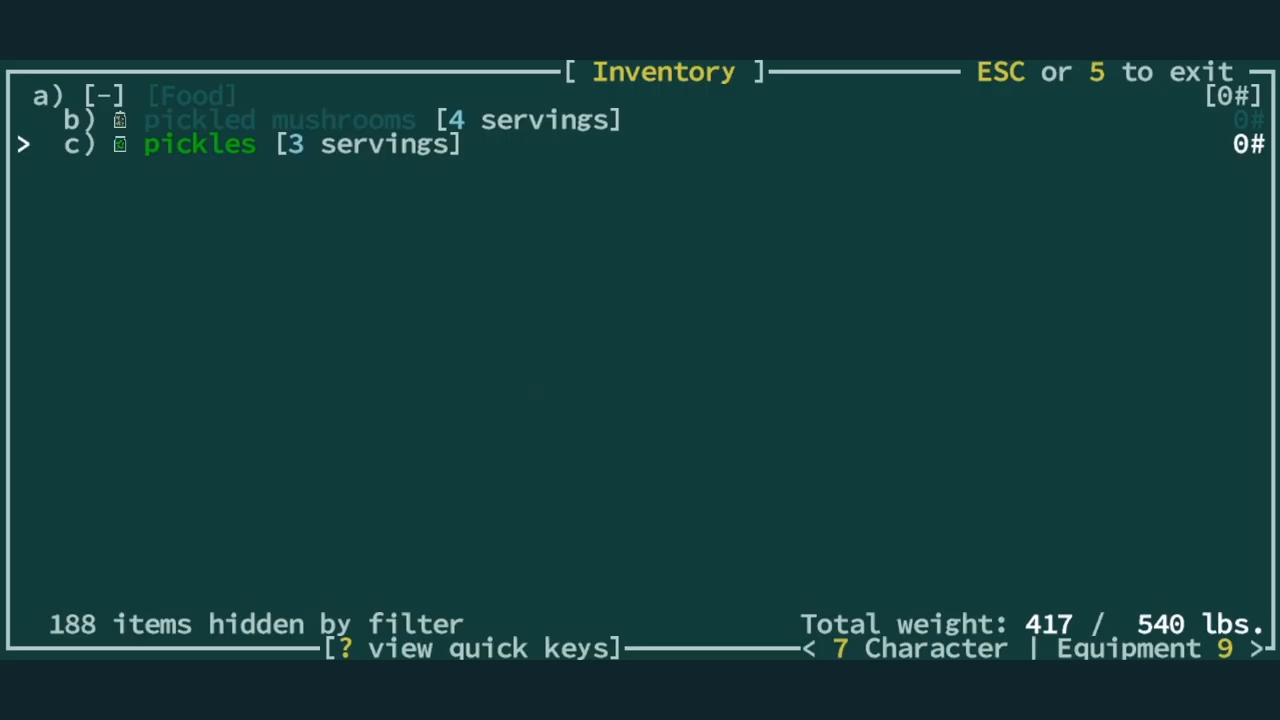 [ Inventory ] ESC or 5 to exit
a) [-] [Food] [0#]
b) pickled mushrooms [4 servings] 0#
> c) pickles [3 servings] 0#
188 items hidden by filter Total weight: 417 / 540 lbs.
[? view quick keys] < 7 Character | Equipment 9 >